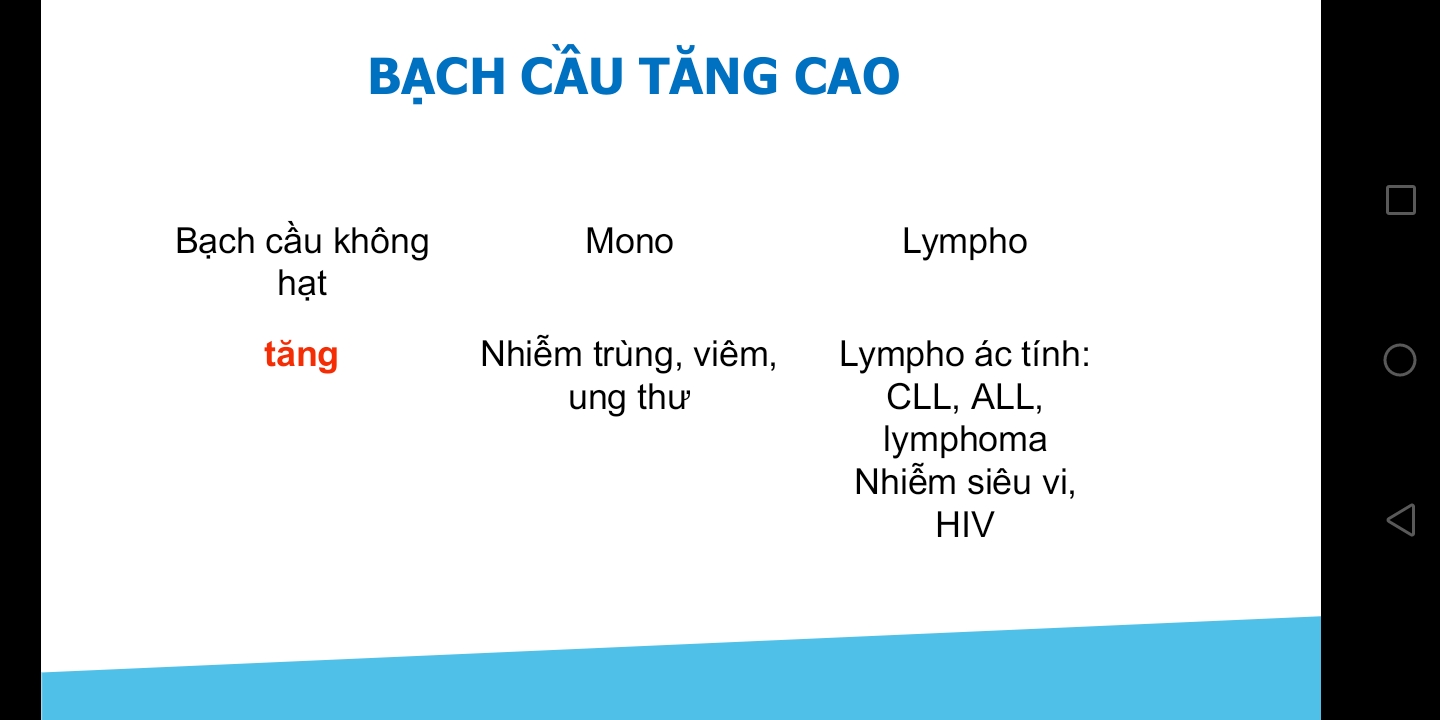 BẠCH CẦU TĂNG CAO
Bạch cầu không
hạt
Mono
Lympho
tăng
Nhiễm trùng, viêm,
ung thư
Lympho ác tính:
CLL, ALL,
lymphoma
Nhiễm siêu vi,
HIV